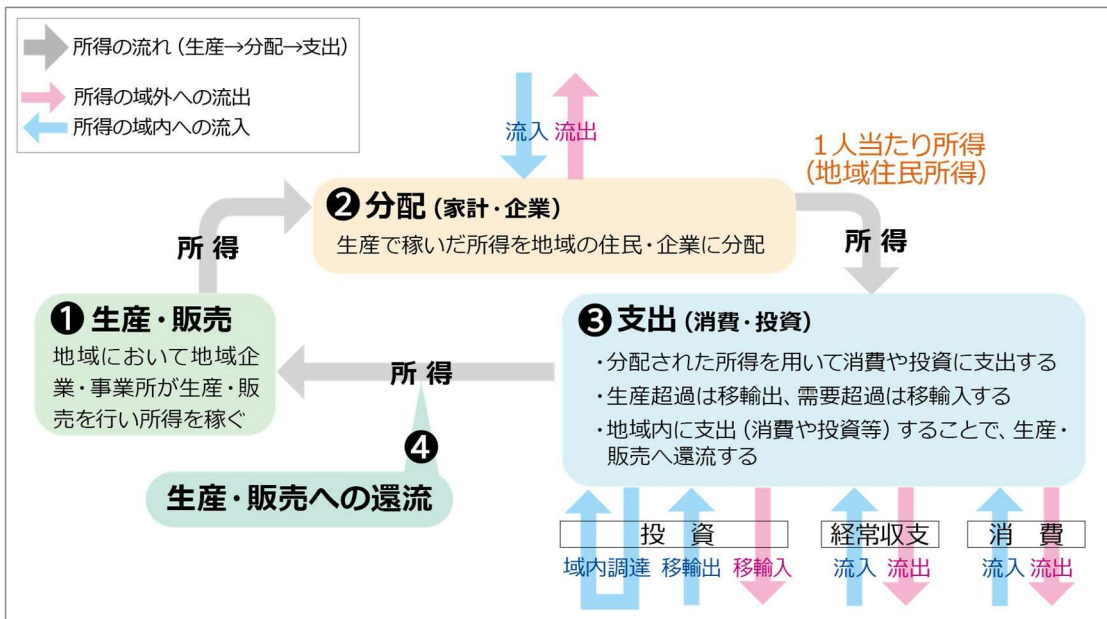 所得の流れ（生産→分配→支出）
所得の域外への流出
所得の域内への流入
流入 流出
１人当たり所得
（地域住民所得）
❷分配（家計・企業）
生産で稼いだ所得を地域の住民・企業に分配
所得
所得
❶生産・販売
地域において地域企
業・事業所が生産・販
売を行い所得を稼ぐ
所得
❸支出（消費・投資）
・分配された所得を用いて消費や投資に支出する
・生産超過は移輸出、需要超過は移輸入する
・地域内に支出（消費や投資等）することで、生産・
販売へ還流する
❹
生産・販売への還流
投資 経常収支 消費
域内調達 移輸出 移輸入 流入 流出 流入 流出